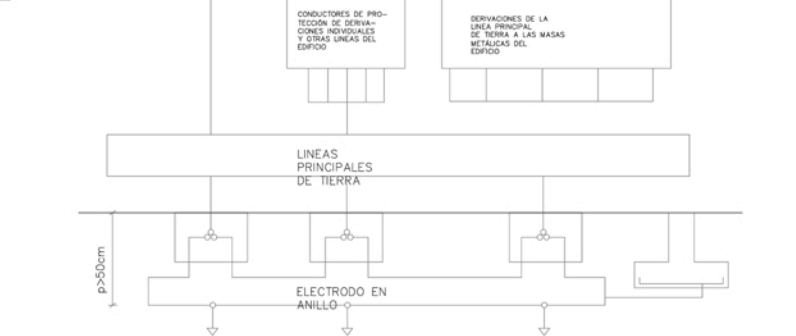 CONDUCTORES DE PRO-
TECCIÓN DE DERIVA-
CIONES INDIVIDUALES
Y OTRAS LINEAS DEL
EDIFICIO
DERIVACIONES DE LA
LINEA PRINCIPAL
DE TIERRA A LAS MASAS
METÁLICAS DEL
EDIFICIO
LINEAS
PRINCIPALES
DE TIERRA
p>50cm
ELECTRODO EN
ANILLO